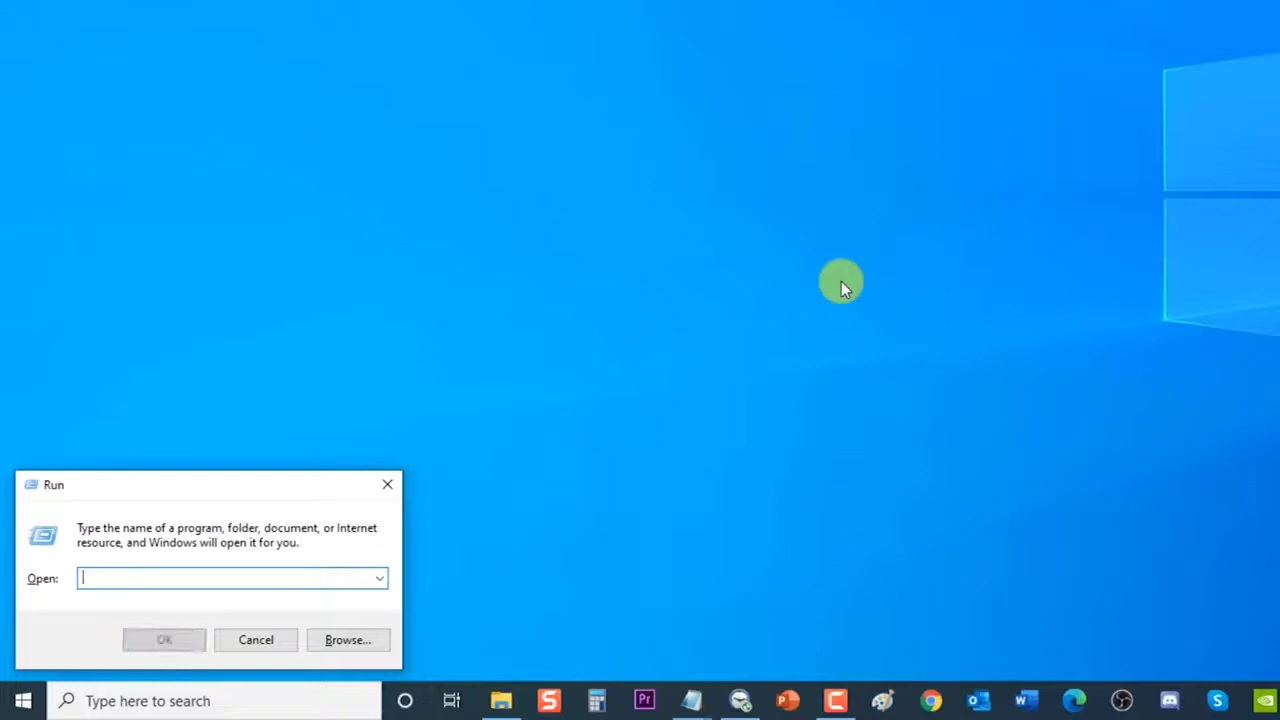 Run
Type the name of a program, folder, document, or Internet
resource, and Windows will open it for you.
Open:
OK
Cancel
Browse...
Type here to search
S
Pr
P
C
O
W
S